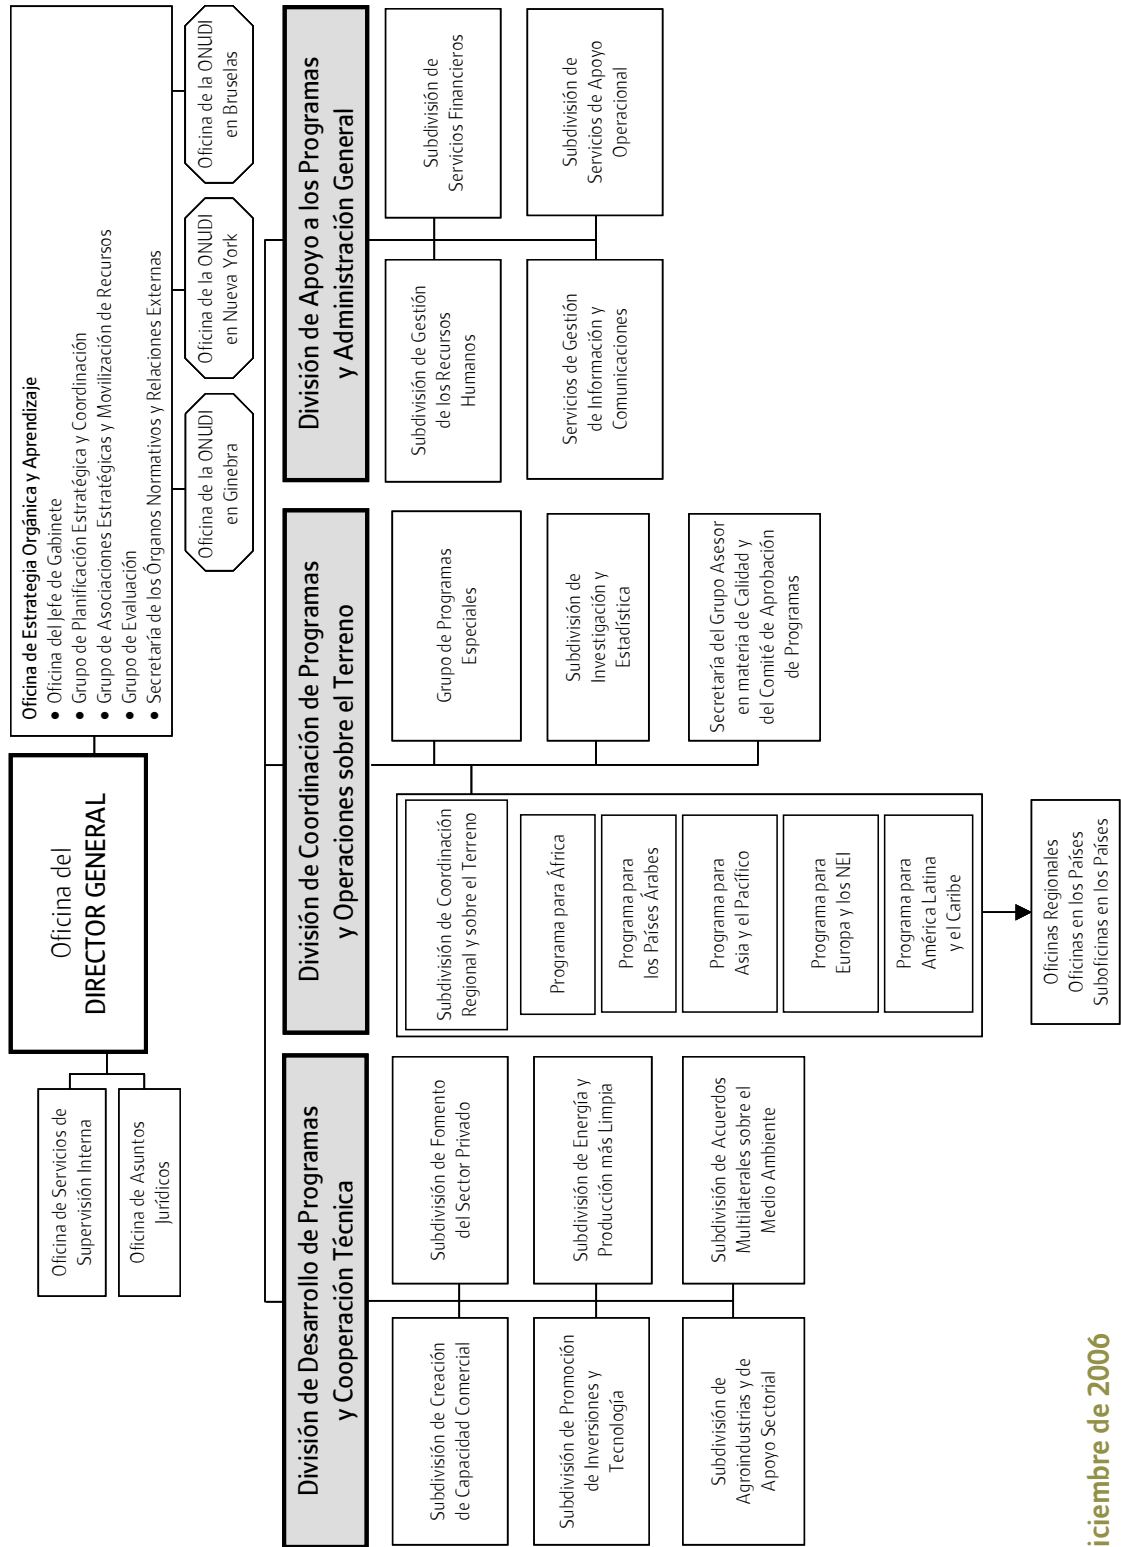 Oficina del
DIRECTOR GENERAL
Oficina de Servicios de
Supervisión Interna
Oficina de Asuntos
Jurídicos
Oficina de Estrategia Orgánica y Aprendizaje
● Oficina del Jefe de Gabinete
● Grupo de Planificación Estratégica y Coordinación
● Grupo de Asociaciones Estratégicas y Movilización de Recursos
● Grupo de Evaluación
● Secretaría de los Órganos Normativos y Relaciones Externas
Oficina de la ONUDI
en Ginebra
Oficina de la ONUDI
en Nueva York
Oficina de la ONUDI
en Bruselas
División de Desarrollo de Programas
y Cooperación Técnica
Subdivisión de Creación
de Capacidad Comercial
Subdivisión de Fomento
del Sector Privado
Subdivisión de Promoción
de Inversiones y
Tecnología
Subdivisión de Energía y
Producción más Limpia
Subdivisión de
Agroindustrias y de
Apoyo Sectorial
Subdivisión de Acuerdos
Multilaterales sobre el
Medio Ambiente
División de Coordinación de Programas
y Operaciones sobre el Terreno
Subdivisión de Coordinación
Regional y sobre el Terreno
Programa para África
Programa para
los Países Árabes
Programa para
Asia y el Pacífico
Programa para
Europa y los NEI
Programa para
América Latina
y el Caribe
Oficinas Regionales
Oficinas en los Países
Suboficinas en los Países
Grupo de Programas
Especiales
Subdivisión de
Investigación y
Estadística
Secretaría del Grupo Asesor
en materia de Calidad y
del Comité de Aprobación
de Programas
División de Apoyo a los Programas
y Administración General
Subdivisión de Gestión
de los Recursos
Humanos
Subdivisión de
Servicios Financieros
Servicios de Gestión
de Información y
Comunicaciones
Subdivisión de
Servicios de Apoyo
Operacional
iciembre de 2006